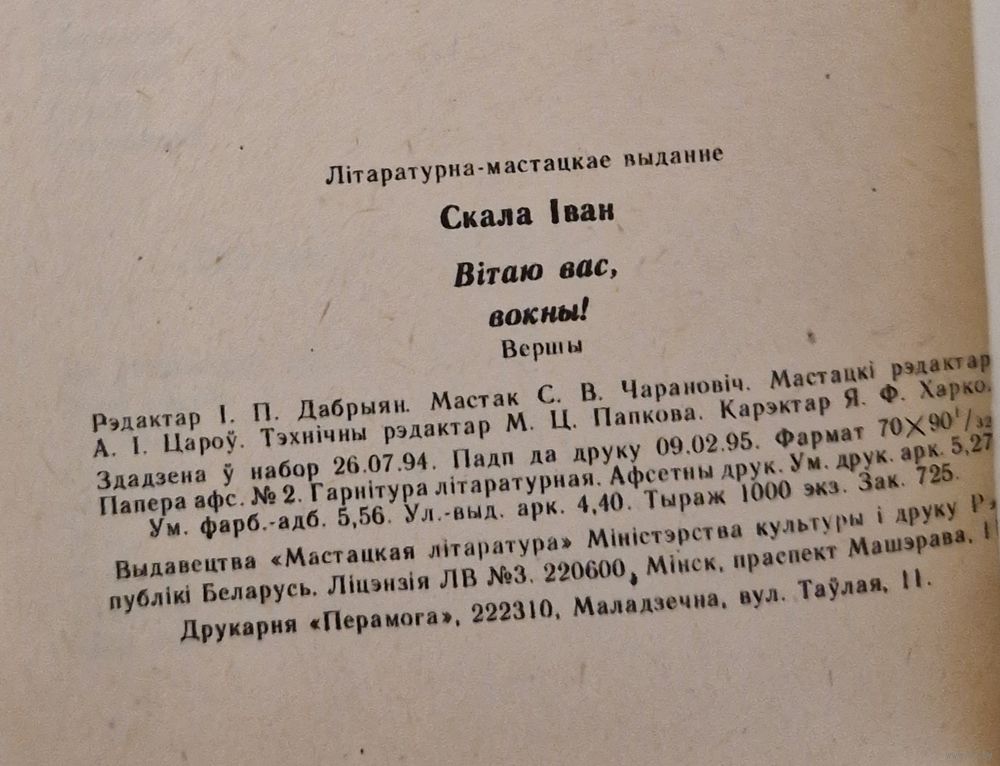 Літаратурна-мастацкае выданне
Скала Іван
Вітаю вас,
вокны!
Вершы
Рэдактар І. П. Дабрыян. Мастак С. В. Чарановіч. Мастацкі рэдактар
А. І. Цароў. Тэхнічны рэдактар М. Ц. Папкова. Карэктар Я. Ф. Харко.
Здадзена ў набор 26.07.94. Падп да друку 09.02.95. Фармат 70×90¹/₃₂
Папера афс. № 2. Гарнітура літаратурная. Афсетны друк. Ум. друк. арк. 5,27
Ум. фарб.-адб. 5,56. Ул.-выд. арк. 4,40. Тыраж 1000 экз. Зак. 725.
Выдавецтва «Мастацкая літаратура» Міністэрства культуры і друку
публікі Беларусь. Ліцэнзія ЛВ №3. 220600, Мінск, праспект Машэрава,
Друкарня «Перамога», 222310, Маладзечна, вул. Таўлая, 11.